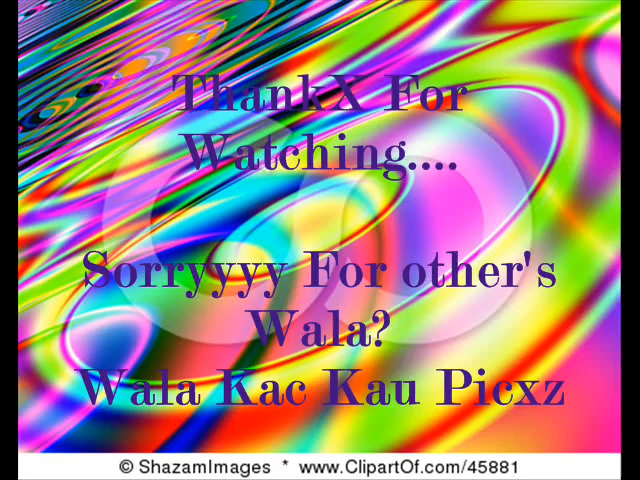 ThankX For
Watching....
Sorryyyy For other's
Wala?
Wala Kac Kau Picxz
© ShazamImages * www.ClipartOf.com/45881